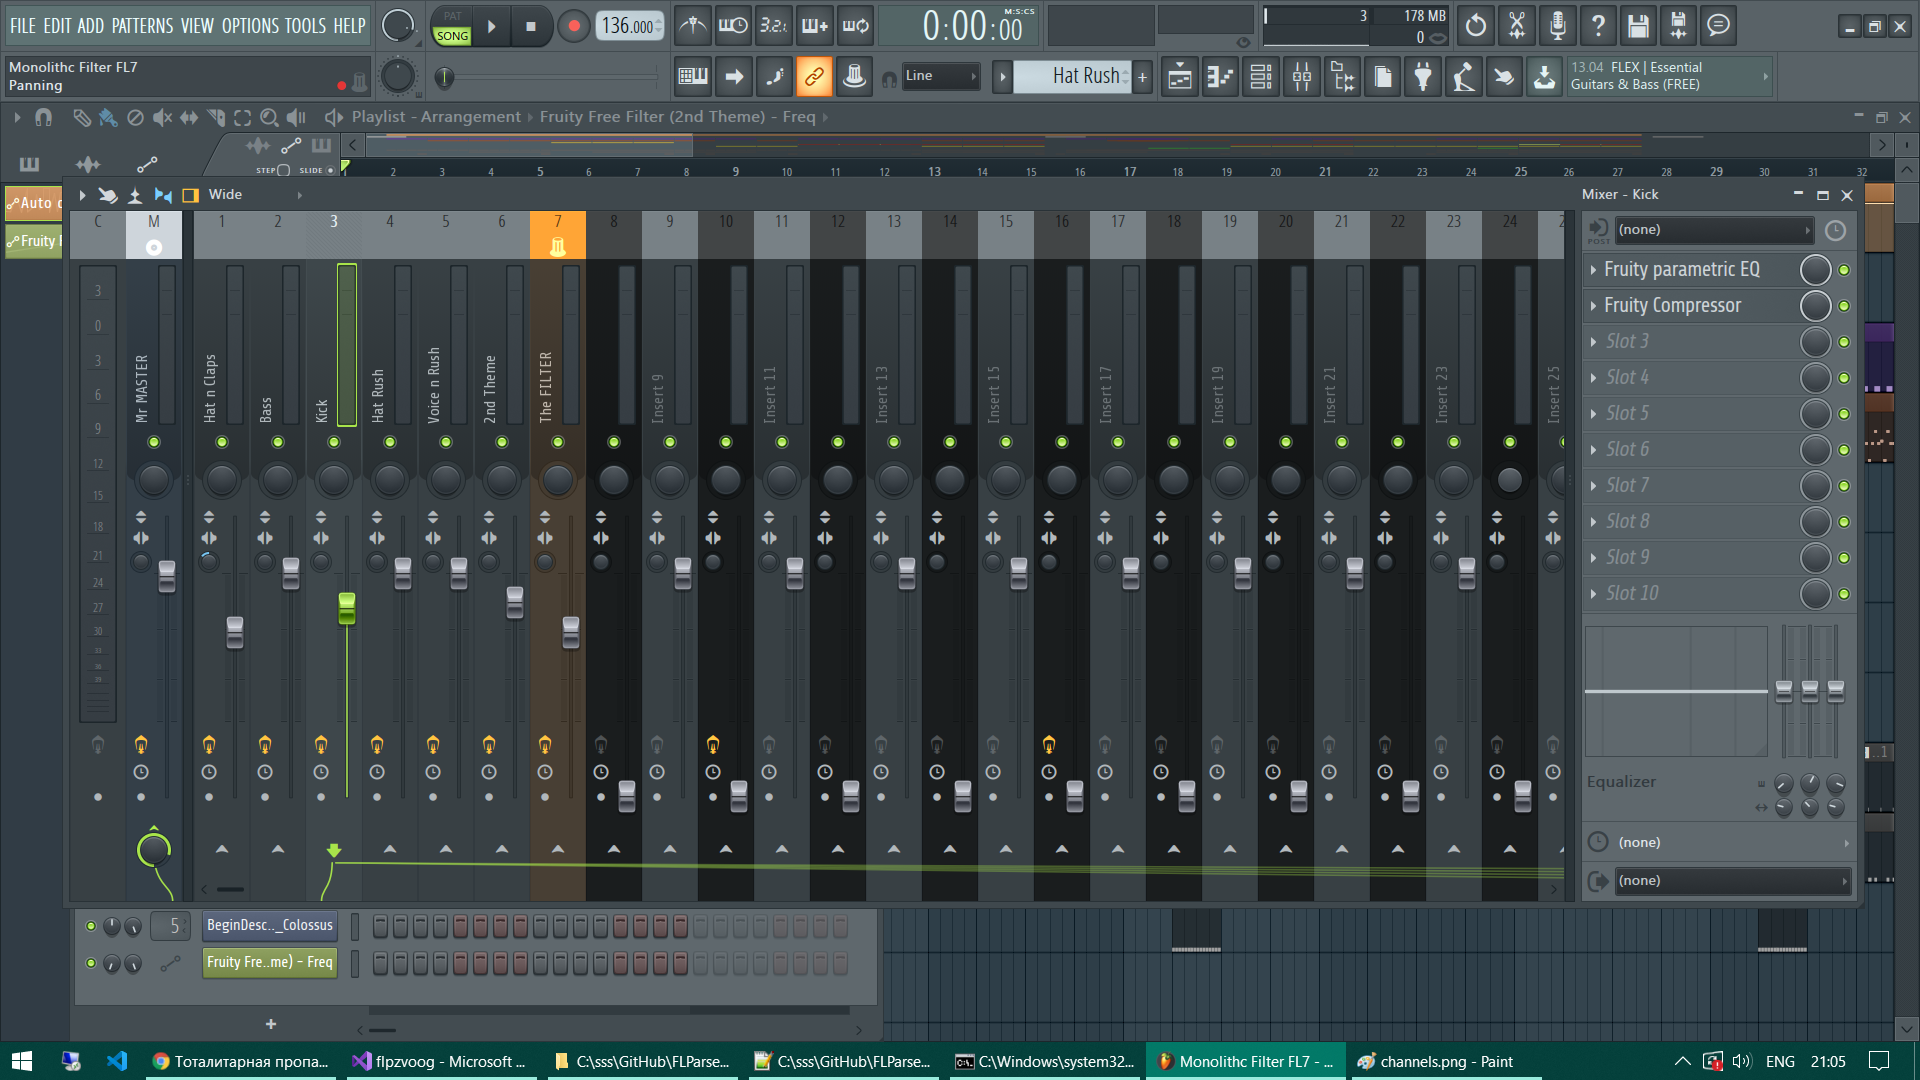 FILE EDIT ADD PATTERNS VIEW OPTIONS TOOLS HELP
PAT
SONG
136.000
3.2.
M:S:CS
0:00:00
3
178 MB
0
Monolithc Filter FL7
Panning
Line
Hat Rush
13.04 FLEX | Essential
Guitars & Bass (FREE)
Playlist - Arrangement
Fruity Free Filter (2nd Theme) - Freq
STEP
SLIDE
1 2 3 4 5 6 7 8 9 10 11 12 13 14 15 16 17 18 19 20 21 22 23 24 25 26 27 28 29 30 31 32
Auto
Fruity
Wide
Mixer - Kick
C M 1 2 3 4 5 6 7 8 9 10 11 12 13 14 15 16 17 18 19 20 21 22 23 24 2
3
0
3
6
9
12
15
18
21
24
27
30
33
36
39
Mr MASTER
Hat n Claps
Bass
Kick
Hat Rush
Voice n Rush
2nd Theme
The FILTER
Insert 9
Insert 11
Insert 13
Insert 15
Insert 17
Insert 19
Insert 21
Insert 23
Insert 25
POST
(none)
Fruity parametric EQ
Fruity Compressor
Slot 3
Slot 4
Slot 5
Slot 6
Slot 7
Slot 8
Slot 9
Slot 10
Equalizer
(none)
(none)
..1
5
BeginDesc.._Colossus
Fruity Fre..me) - Freq
+
Тоталитарная пропа...
flpzvoog - Microsoft ...
C:\sss\GitHub\FLParse...
C:\sss\GitHub\FLParse...
C:\Windows\system32...
Monolithc Filter FL7 - ...
channels.png - Paint
ENG
21:05